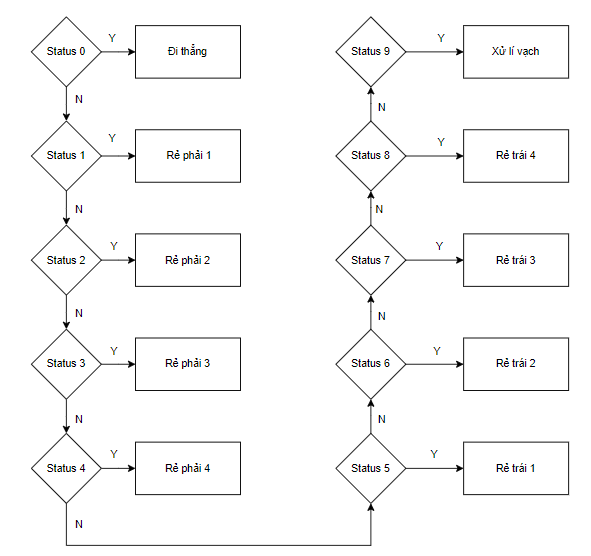 Status 0
Y
Đi thẳng
N
Status 1
Y
Rẻ phải 1
N
Status 2
Y
Rẻ phải 2
N
Status 3
Y
Rẻ phải 3
N
Status 4
Y
Rẻ phải 4
N
Status 5
Y
Rẻ trái 1
N
Status 6
Y
Rẻ trái 2
N
Status 7
Y
Rẻ trái 3
N
Status 8
Y
Rẻ trái 4
N
Status 9
Y
Xử lí vạch